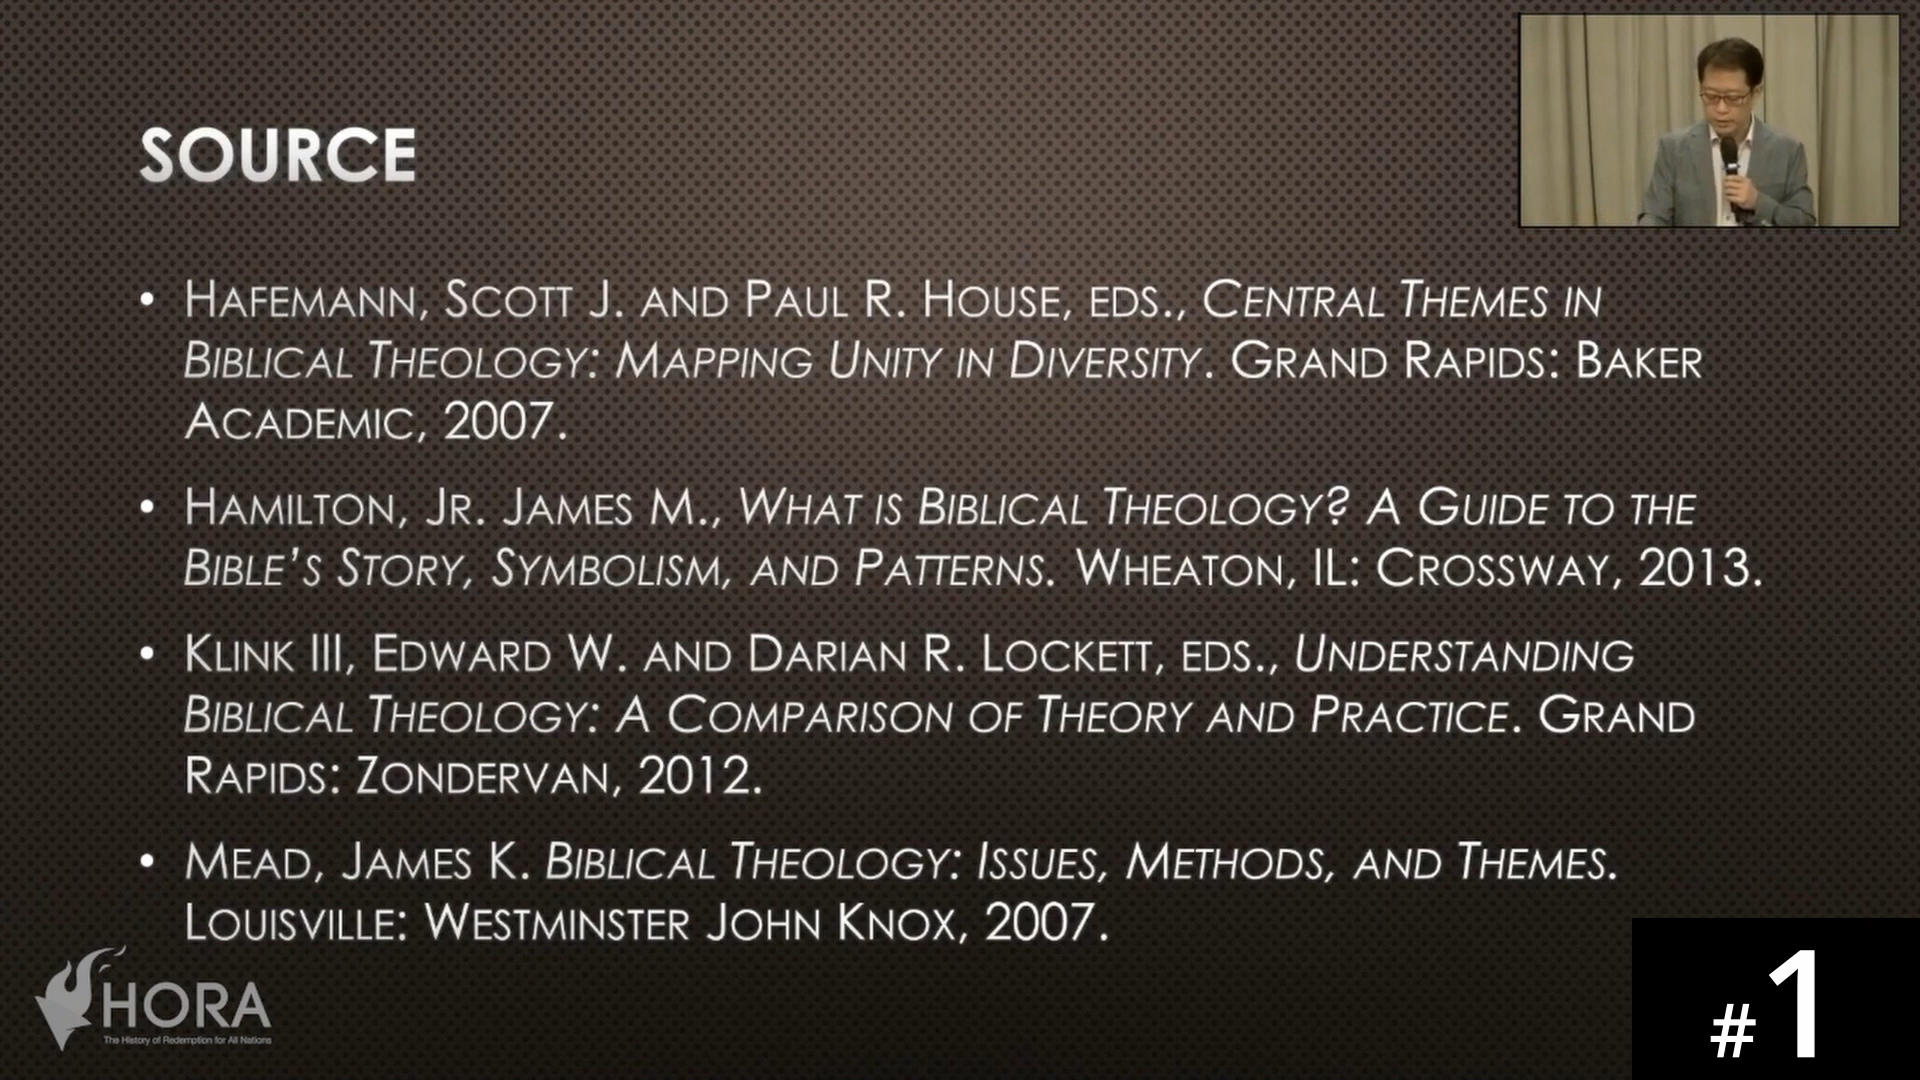 SOURCE
• HAFEMANN, SCOTT J. AND PAUL R. HOUSE, EDS., CENTRAL THEMES IN
BIBLICAL THEOLOGY: MAPPING UNITY IN DIVERSITY. GRAND RAPIDS: BAKER
ACADEMIC, 2007.
• HAMILTON, JR. JAMES M., WHAT IS BIBLICAL THEOLOGY? A GUIDE TO THE
BIBLE’S STORY, SYMBOLISM, AND PATTERNS. WHEATON, IL: CROSSWAY, 2013.
• KLINK III, EDWARD W. AND DARIAN R. LOCKETT, EDS., UNDERSTANDING
BIBLICAL THEOLOGY: A COMPARISON OF THEORY AND PRACTICE. GRAND
RAPIDS: ZONDERVAN, 2012.
• MEAD, JAMES K. BIBLICAL THEOLOGY: ISSUES, METHODS, AND THEMES.
LOUISVILLE: WESTMINSTER JOHN KNOX, 2007.
HORA
The History of Redemption for All Nations
#1